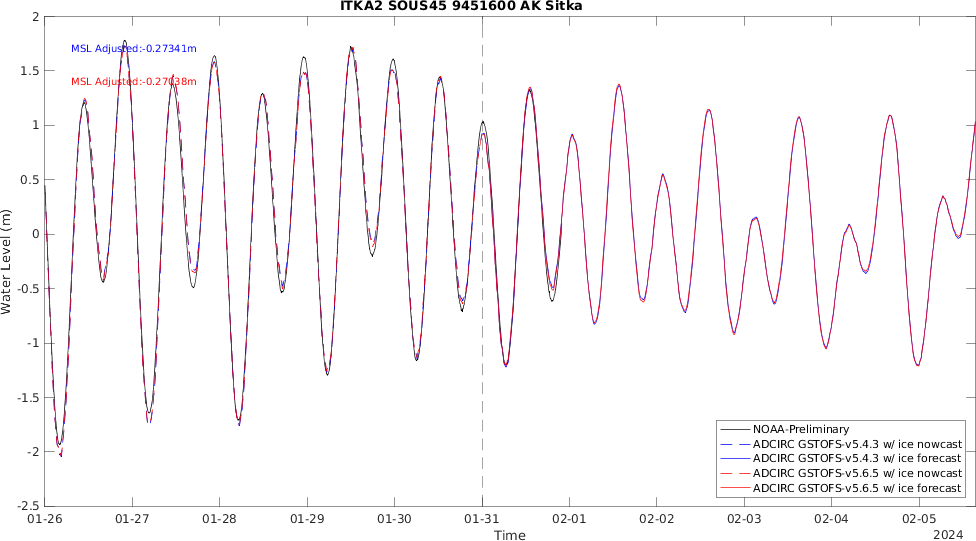 ITKA2 SOUS45 9451600 AK Sitka
MSL Adjusted:-0.27341m
MSL Adjusted:-0.27038m
Water Level (m)
2
1.5
1
0.5
0
-0.5
-1
-1.5
-2
-2.5
NOAA-Preliminary
ADCIRC GSTOFS-v5.4.3 w/ ice nowcast
ADCIRC GSTOFS-v5.4.3 w/ ice forecast
ADCIRC GSTOFS-v5.6.5 w/ ice nowcast
ADCIRC GSTOFS-v5.6.5 w/ ice forecast
01-26 01-27 01-28 01-29 01-30 01-31 02-01 02-02 02-03 02-04 02-05
Time
2024